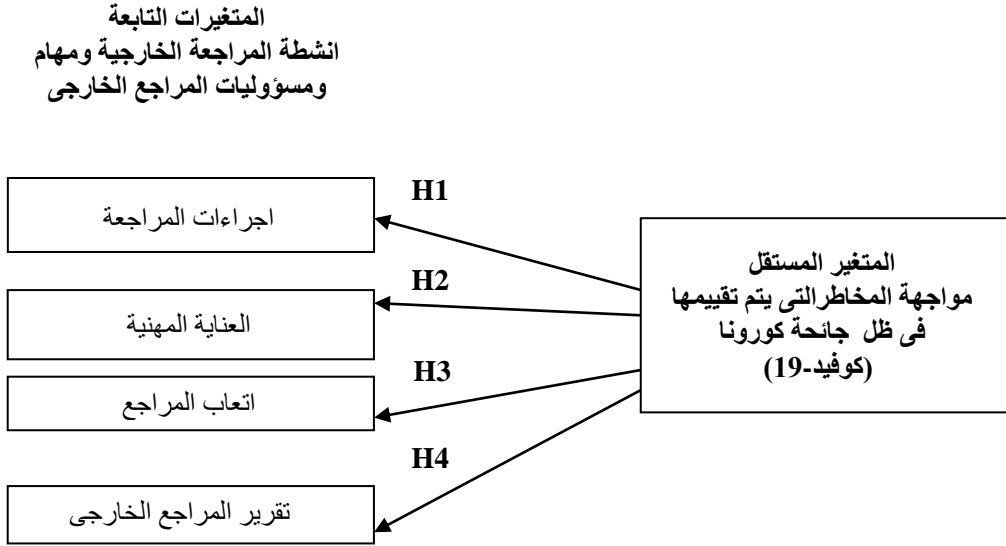 المتغيرات التابعة
انشطة المراجعة الخارجية ومهام
ومسؤوليات المراجع الخارجى
المتغير المستقل
مواجهة المخاطرالتى يتم تقييمها
فى ظل جائحة كورونا
(كوفيد-19)
H1
اجراءات المراجعة
H2
العناية المهنية
H3
اتعاب المراجع
H4
تقرير المراجع الخارجى